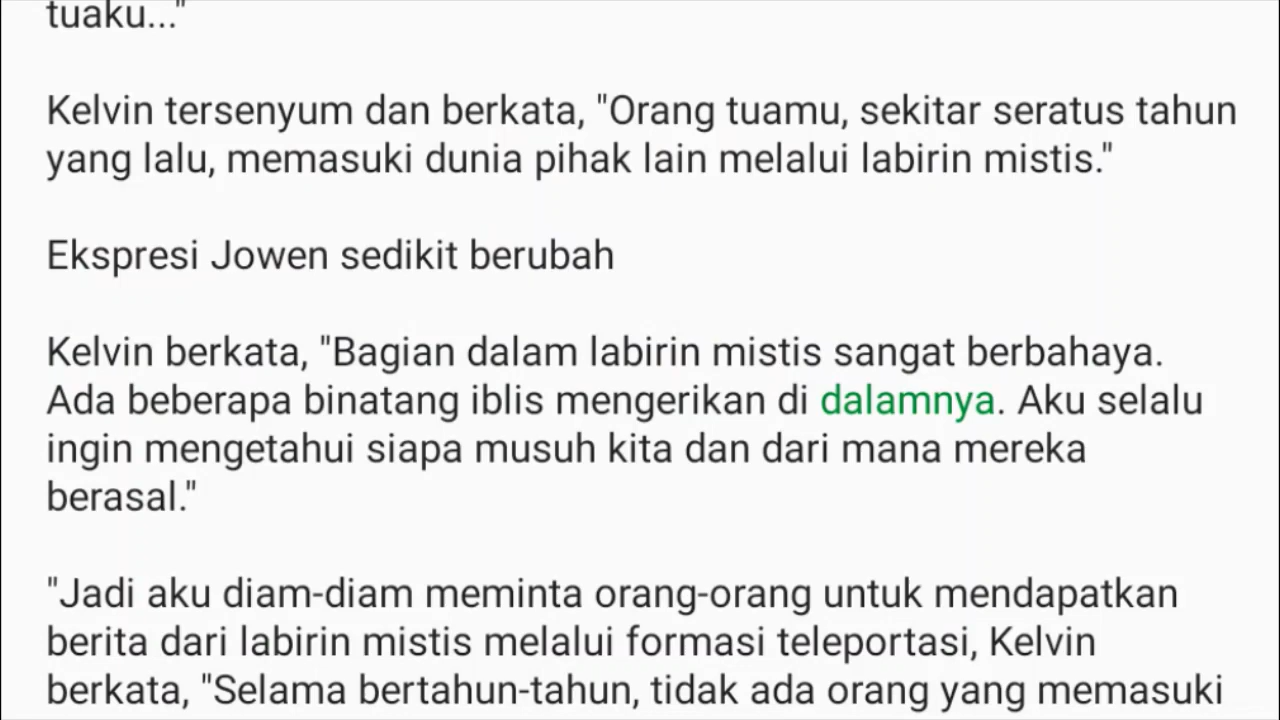 tuaku..."
Kelvin tersenyum dan berkata, "Orang tuamu, sekitar seratus tahun
yang lalu, memasuki dunia pihak lain melalui labirin mistis."
Ekspresi Jowen sedikit berubah
Kelvin berkata, "Bagian dalam labirin mistis sangat berbahaya.
Ada beberapa binatang iblis mengerikan di dalamnya. Aku selalu
ingin mengetahui siapa musuh kita dan dari mana mereka
berasal."
"Jadi aku diam-diam meminta orang-orang untuk mendapatkan
berita dari labirin mistis melalui formasi teleportasi, Kelvin
berkata, "Selama bertahun-tahun, tidak ada orang yang memasuki